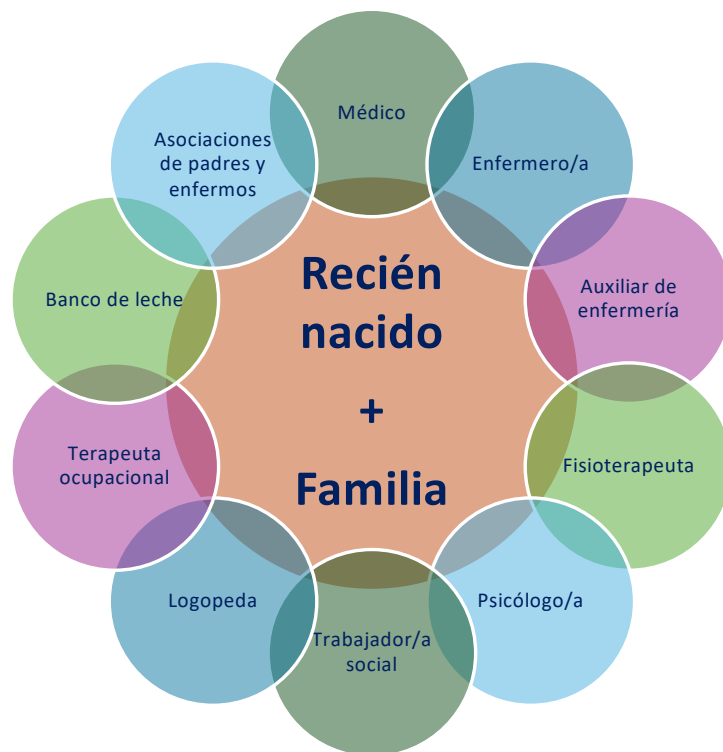 Médico
Enfermero/a
Auxiliar de
enfermería
Fisioterapeuta
Psicólogo/a
Trabajador/a
social
Logopeda
Terapeuta
ocupacional
Banco de leche
Asociaciones
de padres y
enfermos
Recién
nacido
+
Familia